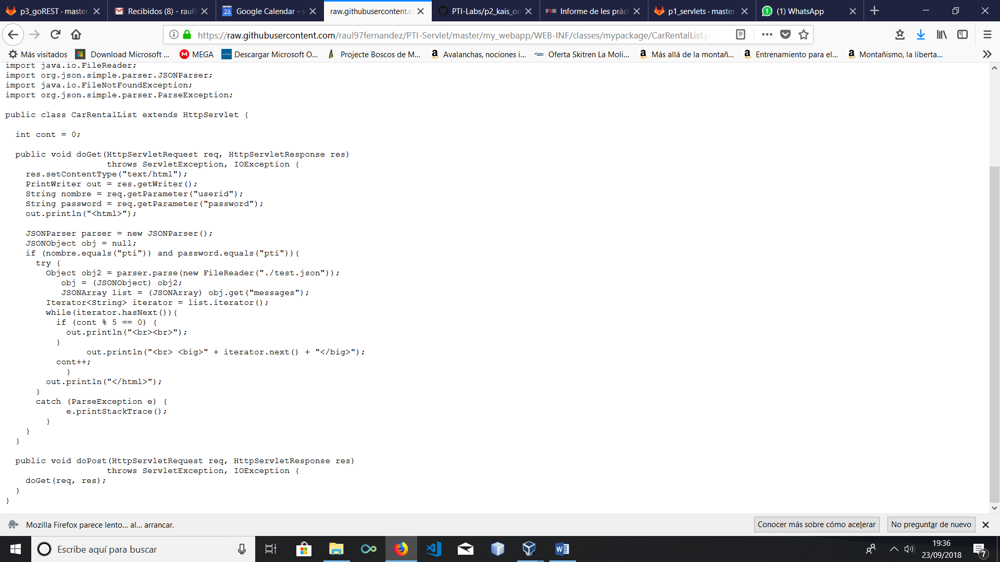 p3_goREST · master
Recibidos (8) - raul9
Google Calendar - s
raw.githubusercontent.c
PTI-Labs/p2_kais_on
Informe de les pràct
p1_servlets · master
(1) WhatsApp
https://raw.githubusercontent.com/raul97fernandez/PTI-Servlet/master/my_webapp/WEB-INF/classes/mypackage/CarRentalList.ja
Más visitados
Download Microsoft ...
MEGA
Descargar Microsoft O...
Projecte Boscos de M...
Avalanchas, nociones i...
Oferta Skitren La Moli...
Más allá de la montañ...
Entrenamiento para el...
Montañismo, la liberta...
import java.io.FileReader;
import org.json.simple.parser.JSONParser;
import java.io.FileNotFoundException;
import org.json.simple.parser.ParseException;
public class CarRentalList extends HttpServlet {
int cont = 0;
public void doGet(HttpServletRequest req, HttpServletResponse res)
throws ServletException, IOException {
res.setContentType("text/html");
PrintWriter out = res.getWriter();
String nombre = req.getParameter("userid");
String password = req.getParameter("password");
out.println("<html>");
JSONParser parser = new JSONParser();
JSONObject obj = null;
if (nombre.equals("pti")) and password.equals("pti")){
try {
Object obj2 = parser.parse(new FileReader("./test.json"));
obj = (JSONObject) obj2;
JSONArray list = (JSONArray) obj.get("messages");
Iterator<String> iterator = list.iterator();
while(iterator.hasNext()){
if (cont % 5 == 0) {
out.println("<br><br>");
}
out.println("<br> <big>" + iterator.next() + "</big>");
cont++;
}
out.println("</html>");
}
catch (ParseException e) {
e.printStackTrace();
}
}
}
public void doPost(HttpServletRequest req, HttpServletResponse res)
throws ServletException, IOException {
doGet(req, res);
}
}
Mozilla Firefox parece lento... al... arrancar.
Conocer más sobre cómo acelerar
No preguntar de nuevo
Escribe aquí para buscar
19:36
23/09/2018
7